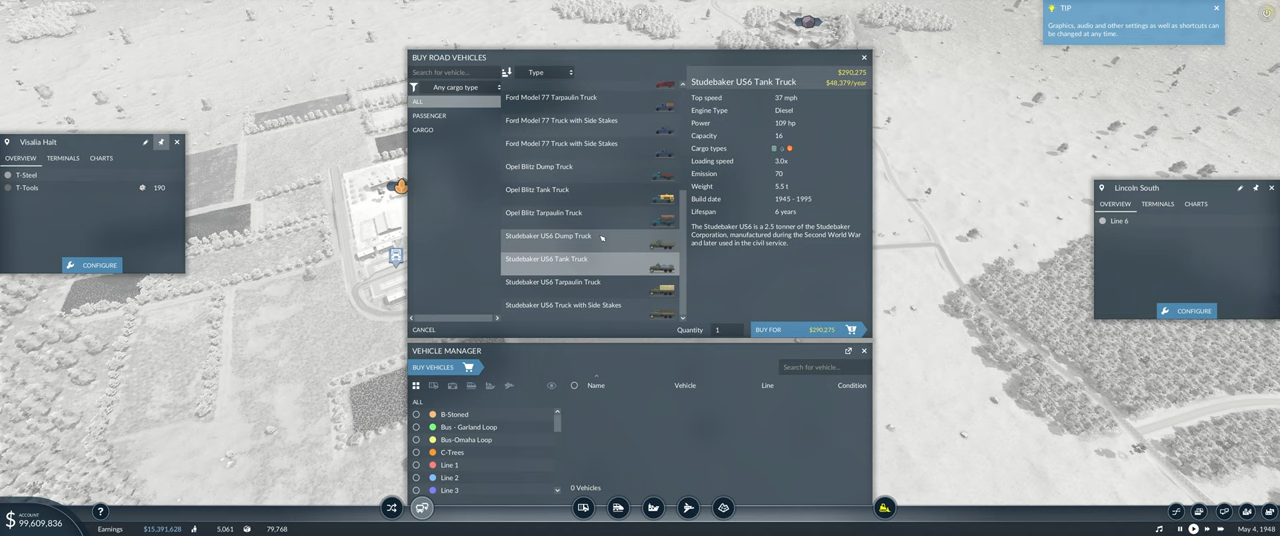 TIP
Graphics, audio and other settings as well as shortcuts can
be changed at any time.
BUY ROAD VEHICLES
Search for vehicle...
Type
Any cargo type
ALL
PASSENGER
CARGO
Ford Model 77 Tarpaulin Truck
Ford Model 77 Truck with Side Stakes
Ford Model 77 Truck with Side Stakes
Opel Blitz Dump Truck
Opel Blitz Tank Truck
Opel Blitz Tarpaulin Truck
Studebaker US6 Dump Truck
Studebaker US6 Tank Truck
Studebaker US6 Tarpaulin Truck
Studebaker US6 Truck with Side Stakes
$290,275
Studebaker US6 Tank Truck
$48,379/year
Top speed 37 mph
Engine Type Diesel
Power 109 hp
Capacity 16
Cargo types
Loading speed 3.0x
Emission 70
Weight 5.5 t
Build date 1945 - 1995
Lifespan 6 years
The Studebaker US6 is a 2.5 tonner of the Studebaker
Corporation, manufactured during the Second World War
and later used in the civil service.
CANCEL
Quantity 1
BUY FOR $290,275
Visalia Halt
OVERVIEW TERMINALS CHARTS
T-Steel
T-Tools 190
CONFIGURE
Lincoln South
OVERVIEW TERMINALS CHARTS
Line 6
CONFIGURE
VEHICLE MANAGER
BUY VEHICLES
Search for vehicle...
Name Vehicle Line Condition
ALL
B-Stoned
Bus - Garland Loop
Bus-Omaha Loop
C-Trees
Line 1
Line 2
Line 3
0 Vehicles
$ ACCOUNT
99,609,836
?
Earnings $15,391,628 5,061 79,768
May 4, 1948